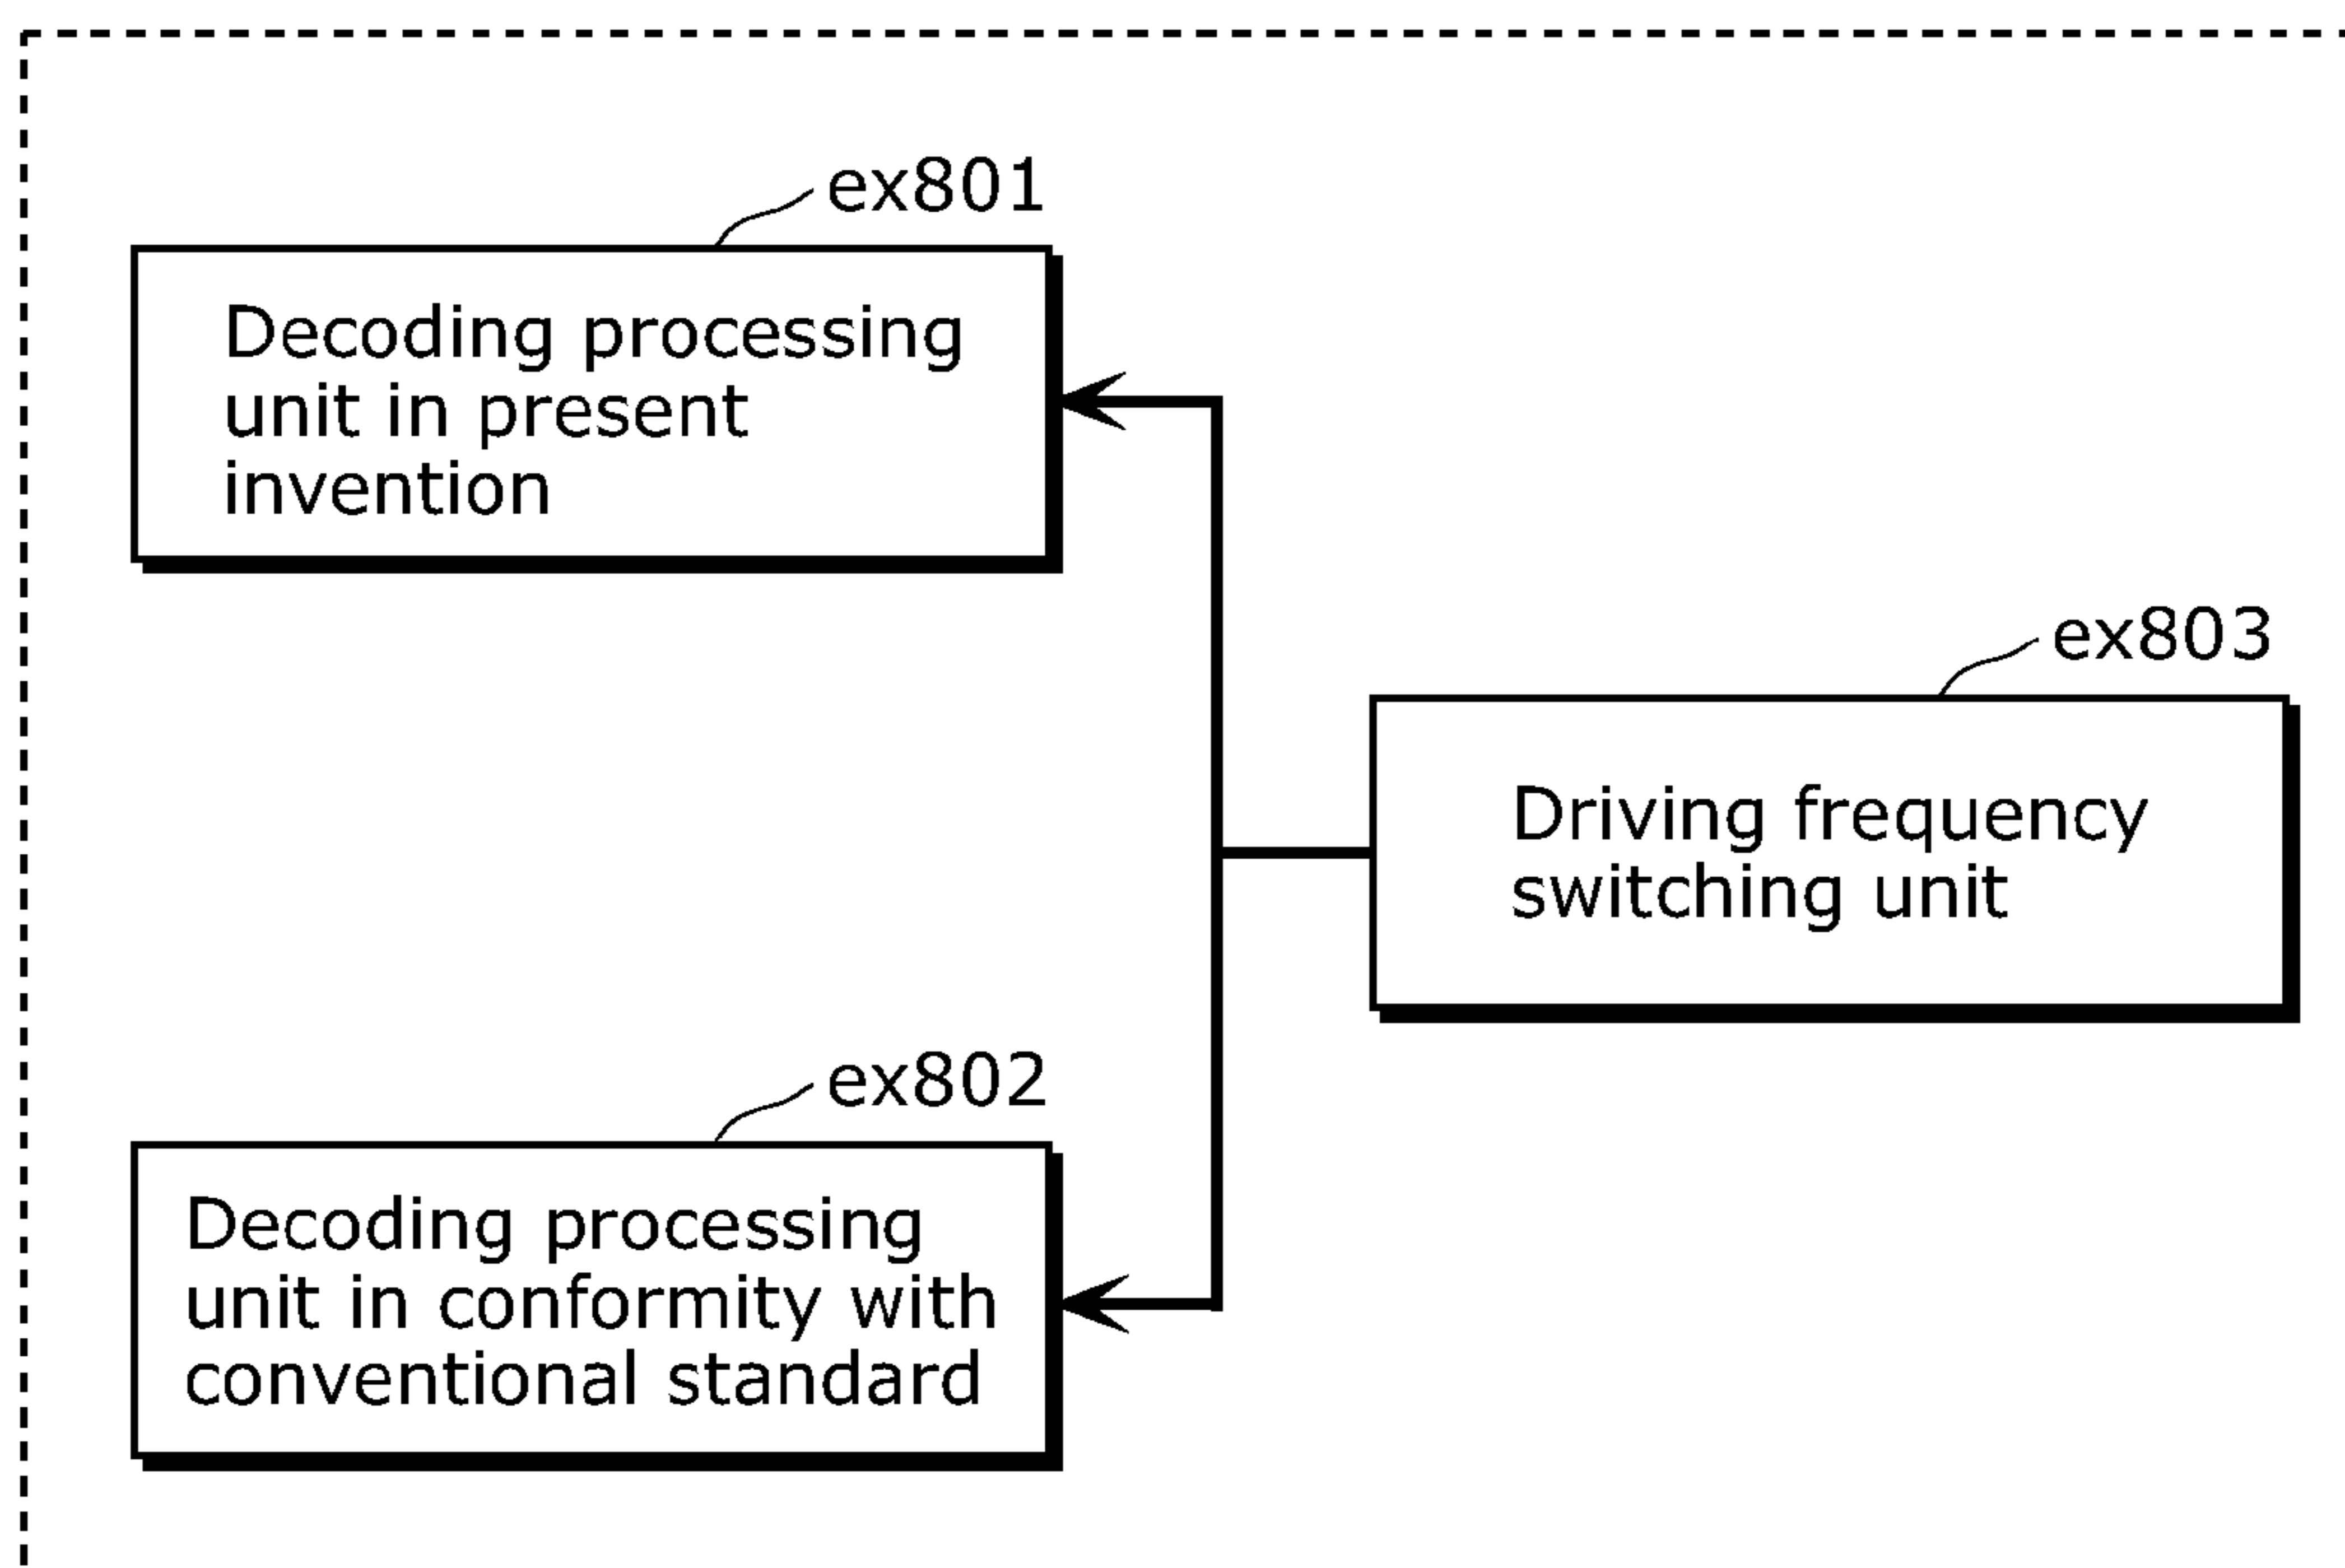 ex801
Decoding processing
unit in present
invention
ex803
Driving frequency
switching unit
ex802
Decoding processing
unit in conformity with
conventional standard